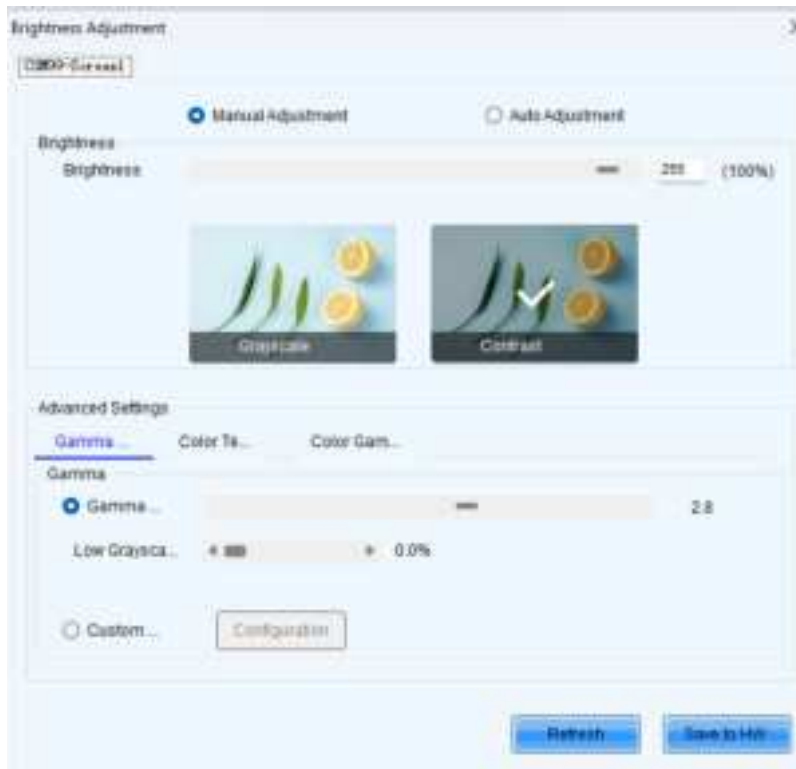 Brightness Adjustment
Manual Adjustment
Auto Adjustment
Brightness
Brightness
255
(100%)
Grayscale
Contrast
Advanced Settings
Gamma ...
Color Te...
Color Gam...
Gamma
Gamma ...
2.8
Low Graysca...
0.0%
Custom ...
Configuration
Refresh
Save to HW